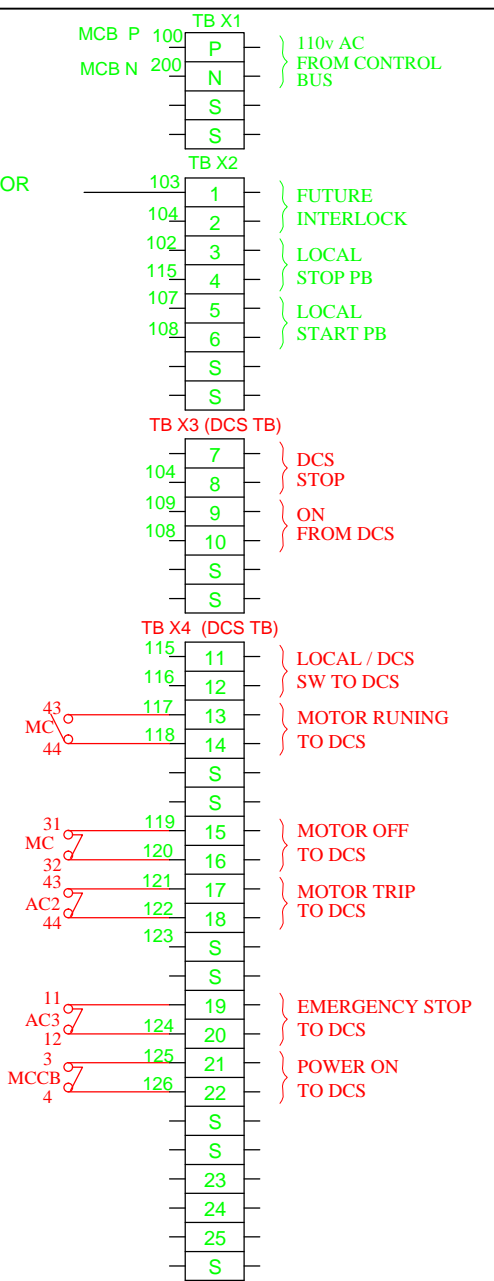 TB X1
MCB P 100 P 110v AC
FROM CONTROL
MCB N 200 N BUS
S
S
TB X2
OR 103 1 FUTURE
104 2 INTERLOCK
102 3 LOCAL
115 4 STOP PB
107 5 LOCAL
108 6 START PB
S
S
TB X3 (DCS TB)
7 DCS
104 8 STOP
109 9 ON
108 10 FROM DCS
S
S
TB X4 (DCS TB)
115 11 LOCAL / DCS
116 12 SW TO DCS
43 117 13 MOTOR RUNING
MC
44 118 14 TO DCS
S
S
31 119 15 MOTOR OFF
MC
32 120 16 TO DCS
43 121 17 MOTOR TRIP
AC2
44 122 18 TO DCS
123 S
S
11 19 EMERGENCY STOP
AC3
12 124 20 TO DCS
3 125 21 POWER ON
MCCB
4 126 22 TO DCS
S
S
23
24
25
S